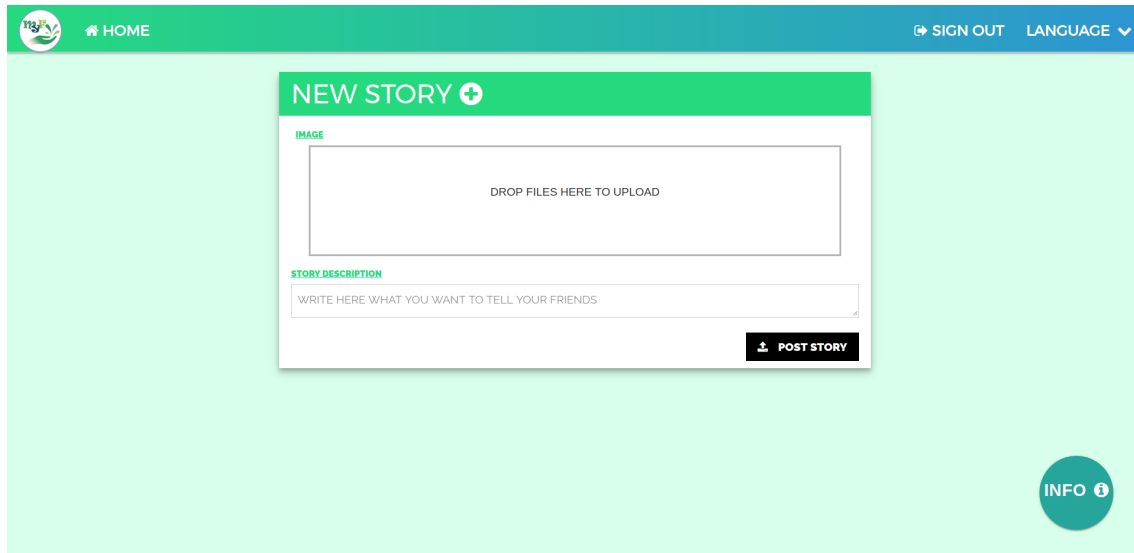 HOME
SIGN OUT
LANGUAGE
NEW STORY
IMAGE
DROP FILES HERE TO UPLOAD
STORY DESCRIPTION
WRITE HERE WHAT YOU WANT TO TELL YOUR FRIENDS
POST STORY
INFO